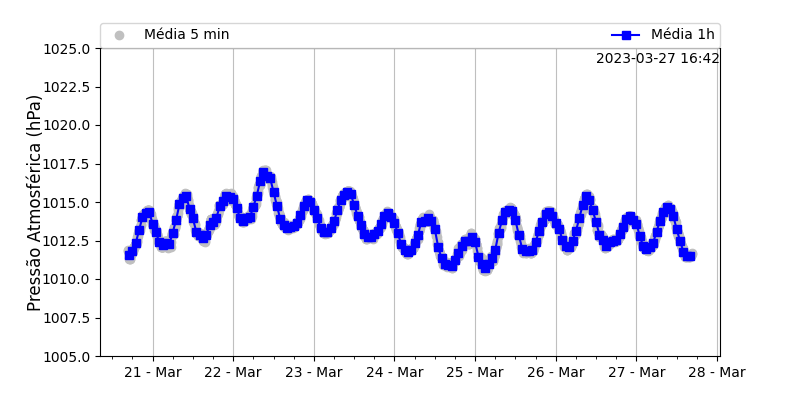 Média 5 min
Média 1h
2023-03-27 16:42
Pressão Atmosférica (hPa)
1025.0
1022.5
1020.0
1017.5
1015.0
1012.5
1010.0
1007.5
1005.0
21 - Mar
22 - Mar
23 - Mar
24 - Mar
25 - Mar
26 - Mar
27 - Mar
28 - Mar